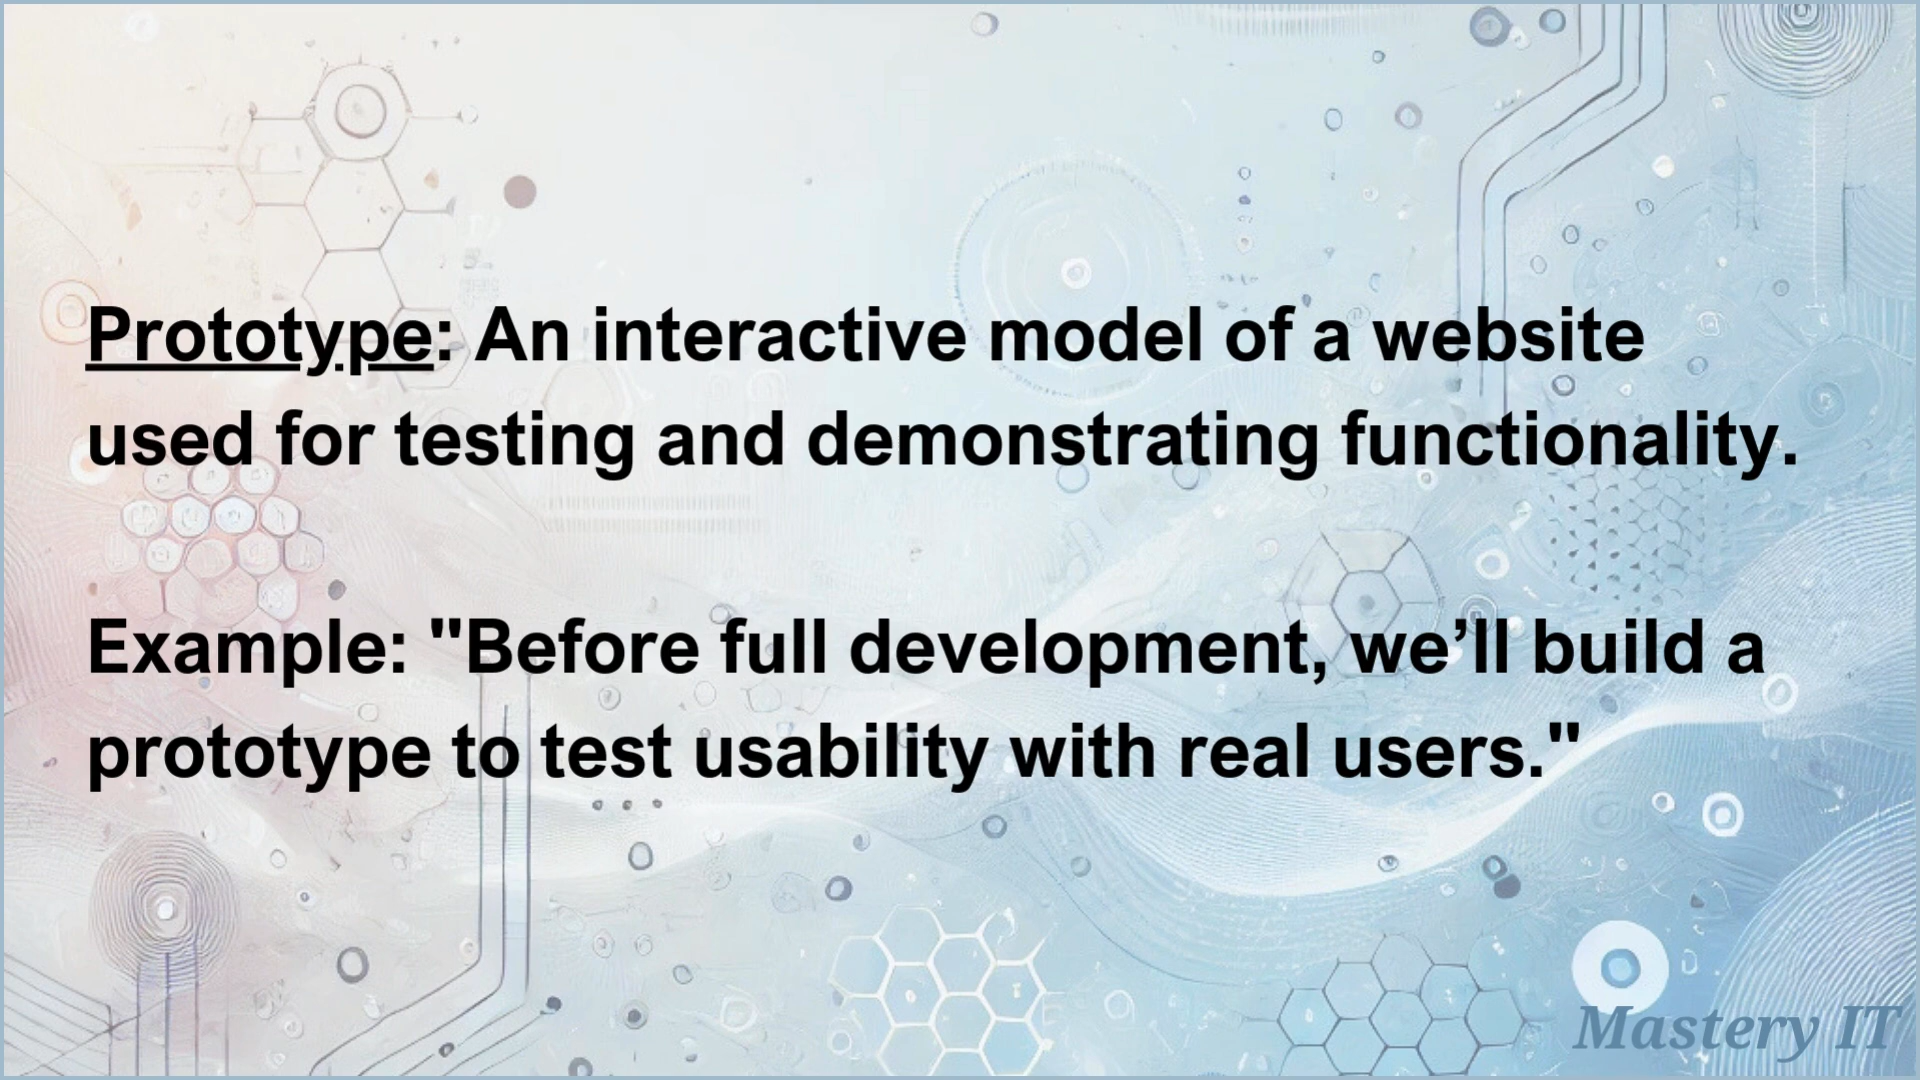 Prototype: An interactive model of a website
used for testing and demonstrating functionality.
Example: "Before full development, we’ll build a
prototype to test usability with real users."
Mastery IT